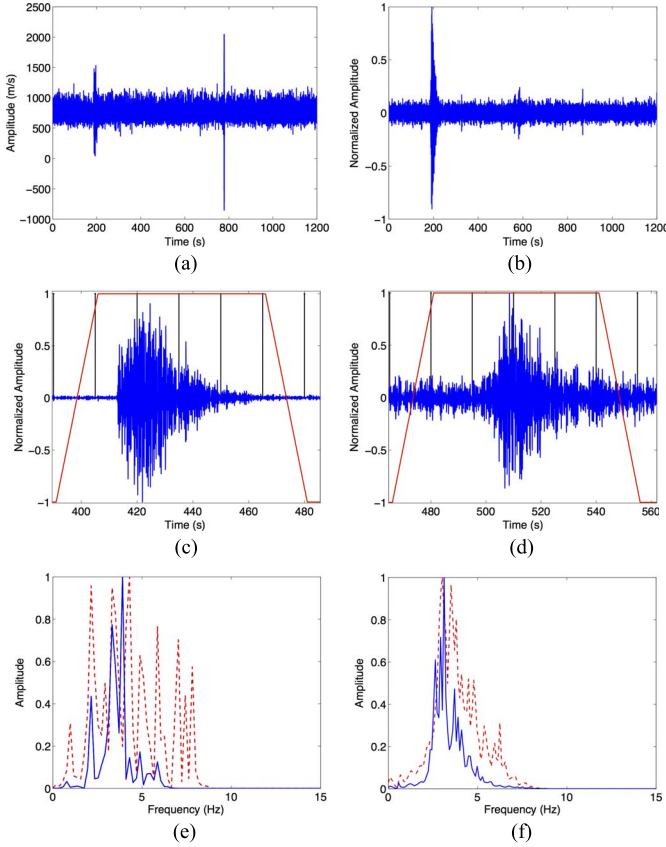 2500
2000
1500
1000
500
0
−500
−1000
Amplitude (m/s)
0 200 400 600 800 1000 1200
Time (s)
(a)
1
0.5
0
−0.5
−1
Normalized Amplitude
0 200 400 600 800 1000 1200
Time (s)
(b)
1
0.5
0
−0.5
−1
Normalized Amplitude
400 420 440 460 480
Time (s)
(c)
1
0.5
0
−0.5
−1
Normalized Amplitude
480 500 520 540 560
Time (s)
(d)
1
0.8
0.6
0.4
0.2
0
Amplitude
0 5 10 15
Frequency (Hz)
(e)
1
0.8
0.6
0.4
0.2
0
Amplitude
0 5 10 15
Frequency (Hz)
(f)